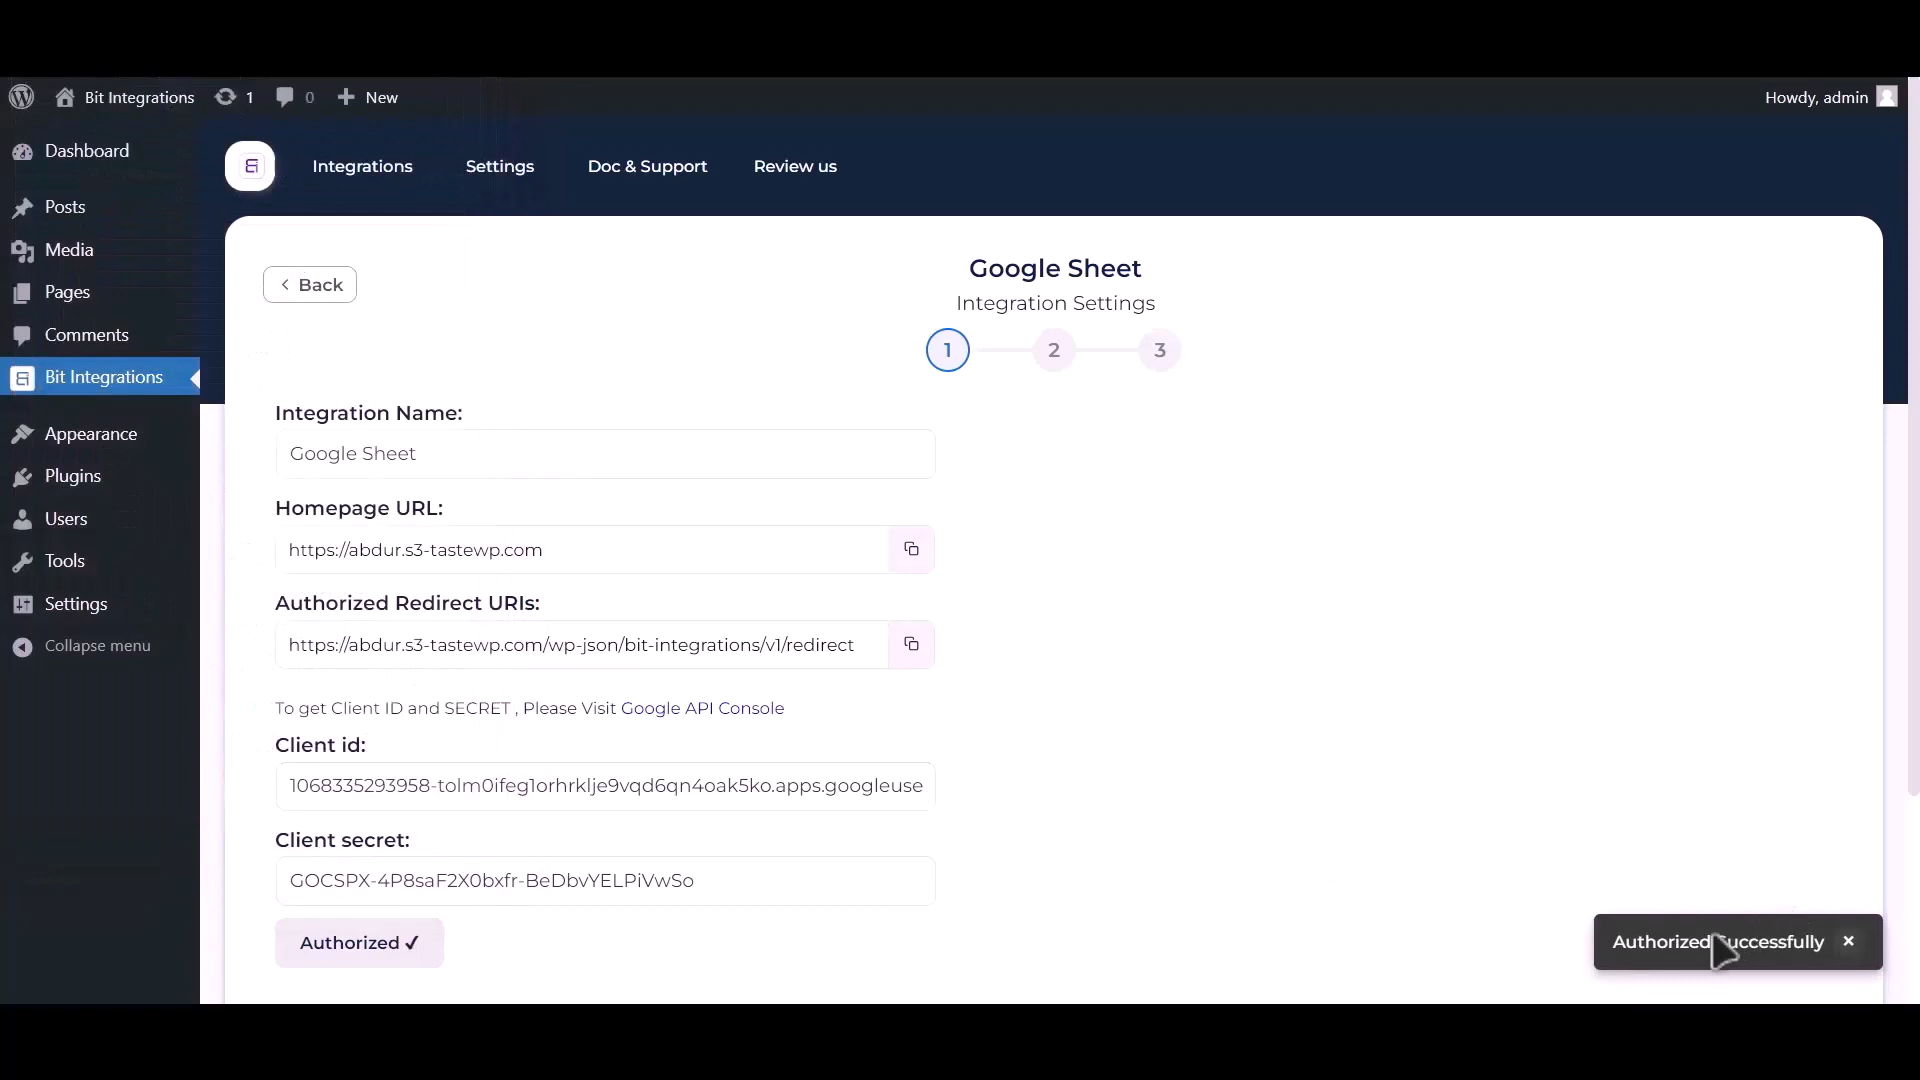 Bit Integrations 1 0 New Howdy, admin
Dashboard
Posts
Media
Pages
Comments
Bit Integrations
Appearance
Plugins
Users
Tools
Settings
Collapse menu
Integrations Settings Doc & Support Review us
Back
Google Sheet
Integration Settings
1 2 3
Integration Name:
Google Sheet
Homepage URL:
https://abdur.s3-tastewp.com
Authorized Redirect URIs:
https://abdur.s3-tastewp.com/wp-json/bit-integrations/v1/redirect
To get Client ID and SECRET , Please Visit Google API Console
Client id:
1068335293958-tolm0ifeg1orhrklje9vqd6qn4oak5ko.apps.googleuse
Client secret:
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
Authorized ✓
Authorized Successfully ×